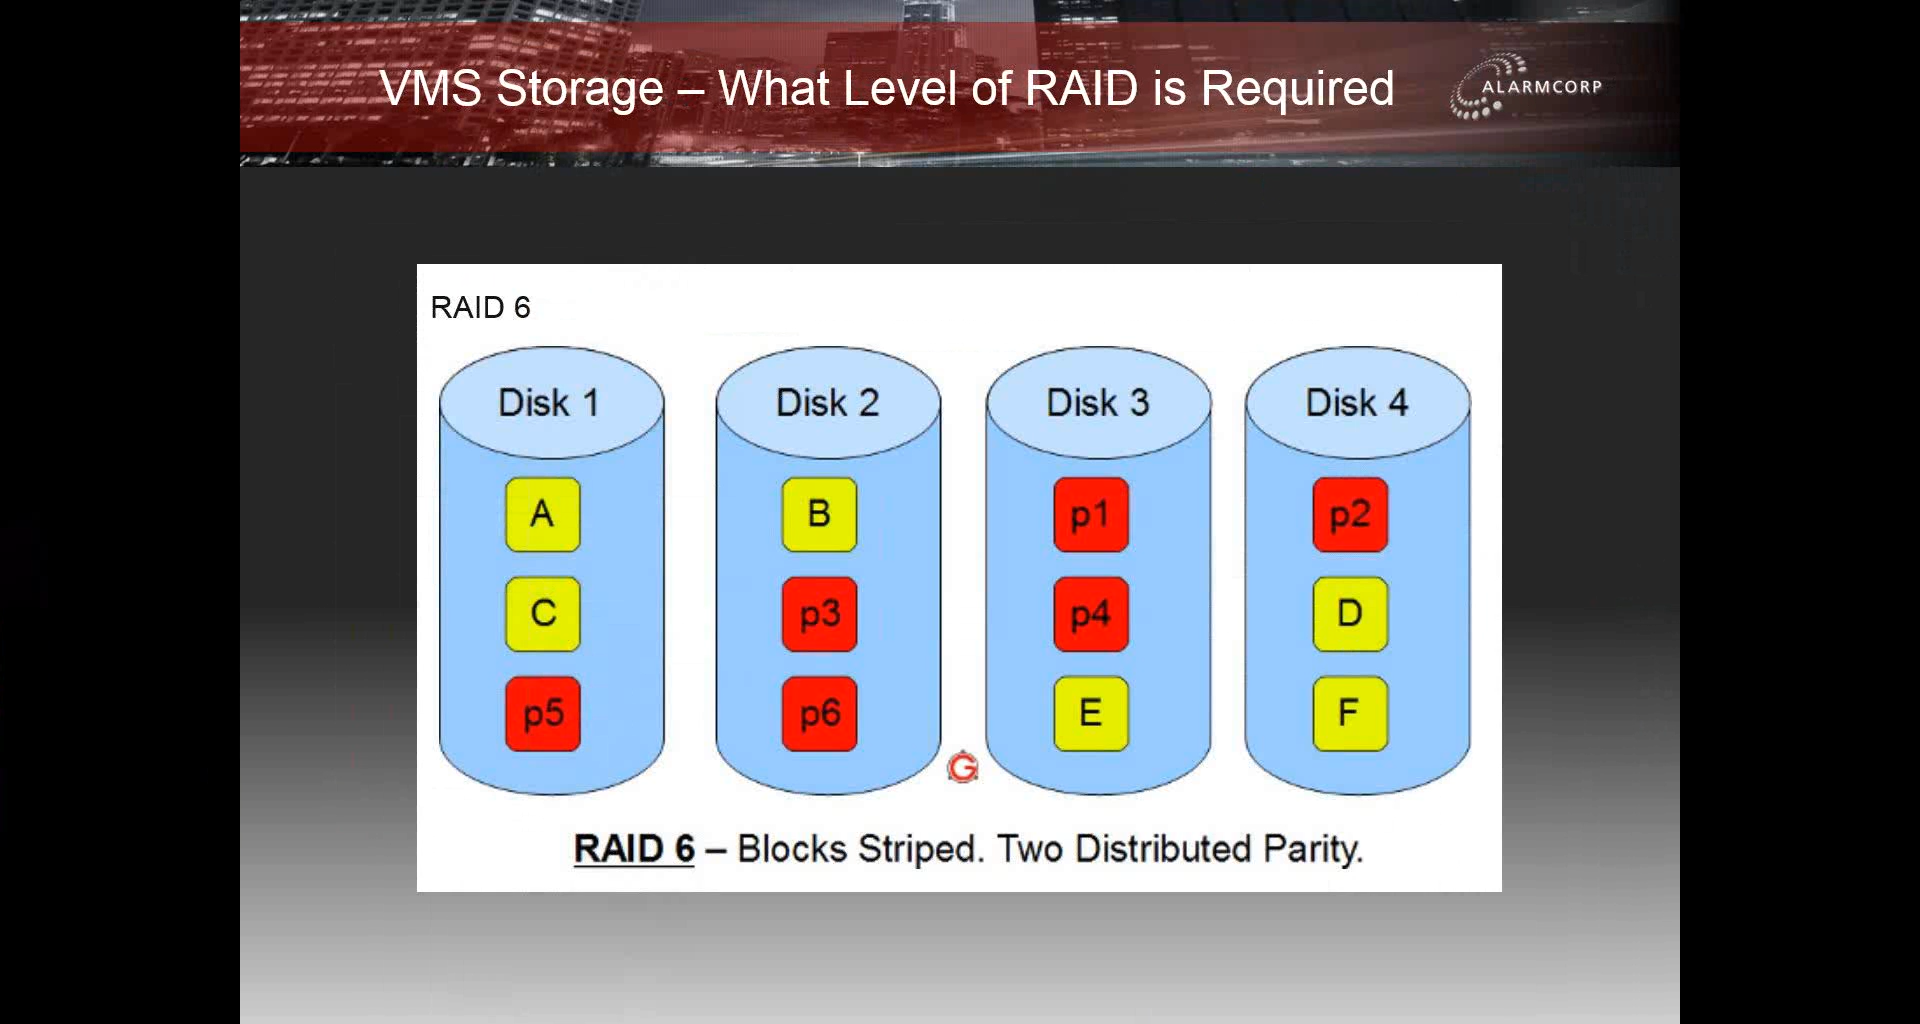 VMS Storage – What Level of RAID is Required
ALARMCORP
RAID 6
Disk 1 Disk 2 Disk 3 Disk 4
A B p1 p2
C p3 p4 D
p5 p6 E F
G
RAID 6 – Blocks Striped. Two Distributed Parity.